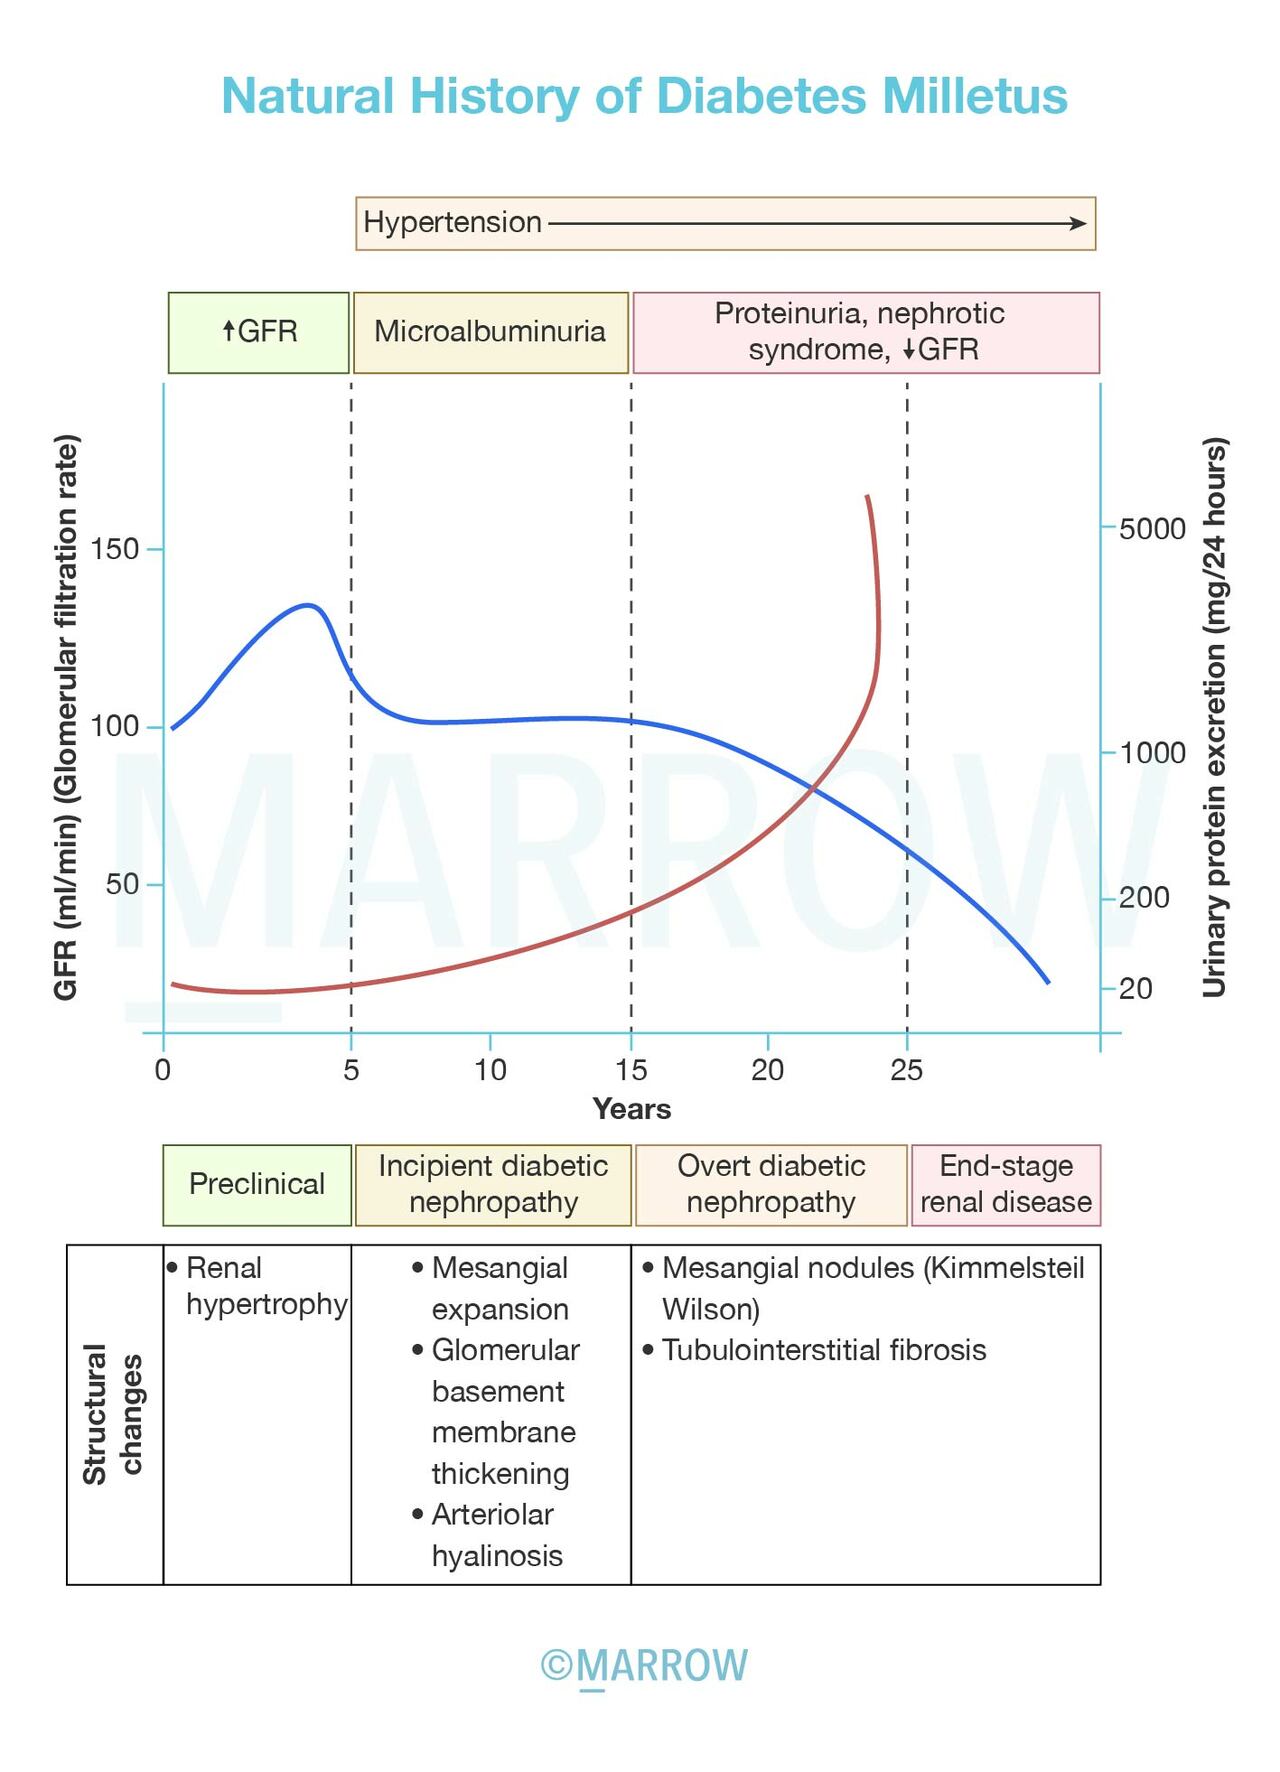 Natural History of Diabetes Milletus
Hypertension
↑GFR
Microalbuminuria
Proteinuria, nephrotic
syndrome, ↓GFR
GFR (ml/min) (Glomerular filtration rate)
150
100
50
Urinary protein excretion (mg/24 hours)
5000
1000
200
20
MARROW
0 5 10 15 20 25
Years
Preclinical
Incipient diabetic
nephropathy
Overt diabetic
nephropathy
End-stage
renal disease
Structural
changes
• Renal
hypertrophy
• Mesangial
expansion
• Glomerular
basement
membrane
thickening
• Arteriolar
hyalinosis
• Mesangial nodules (Kimmelsteil
Wilson)
• Tubulointerstitial fibrosis
©MARROW